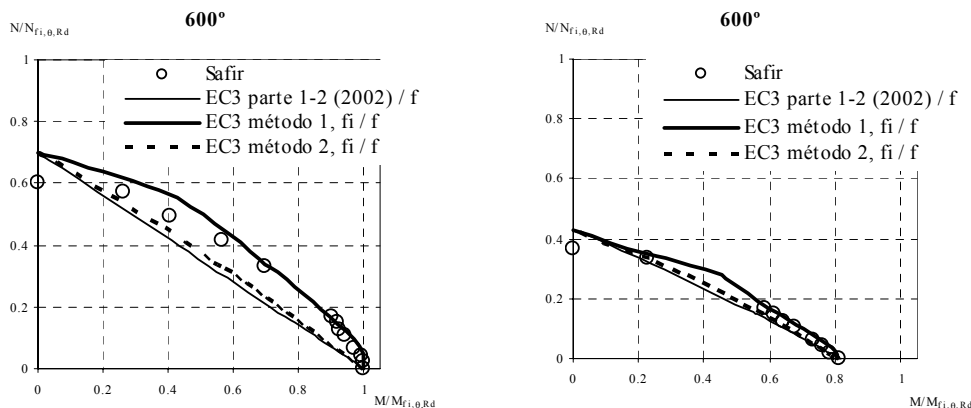 600º
N/Nfi,θ,Rd
1
Safir
EC3 parte 1-2 (2002) / f
EC3 método 1, fi / f
EC3 método 2, fi / f
0.8
0.6
0.4
0.2
0
0 0.2 0.4 0.6 0.8 1
M/Mfi,θ,Rd
600º
N/Nfi,θ,Rd
1
Safir
EC3 parte 1-2 (2002) / f
EC3 método 1, fi / f
EC3 método 2, fi / f
0.8
0.6
0.4
0.2
0
0 0.2 0.4 0.6 0.8 1
M/Mfi,θ,Rd